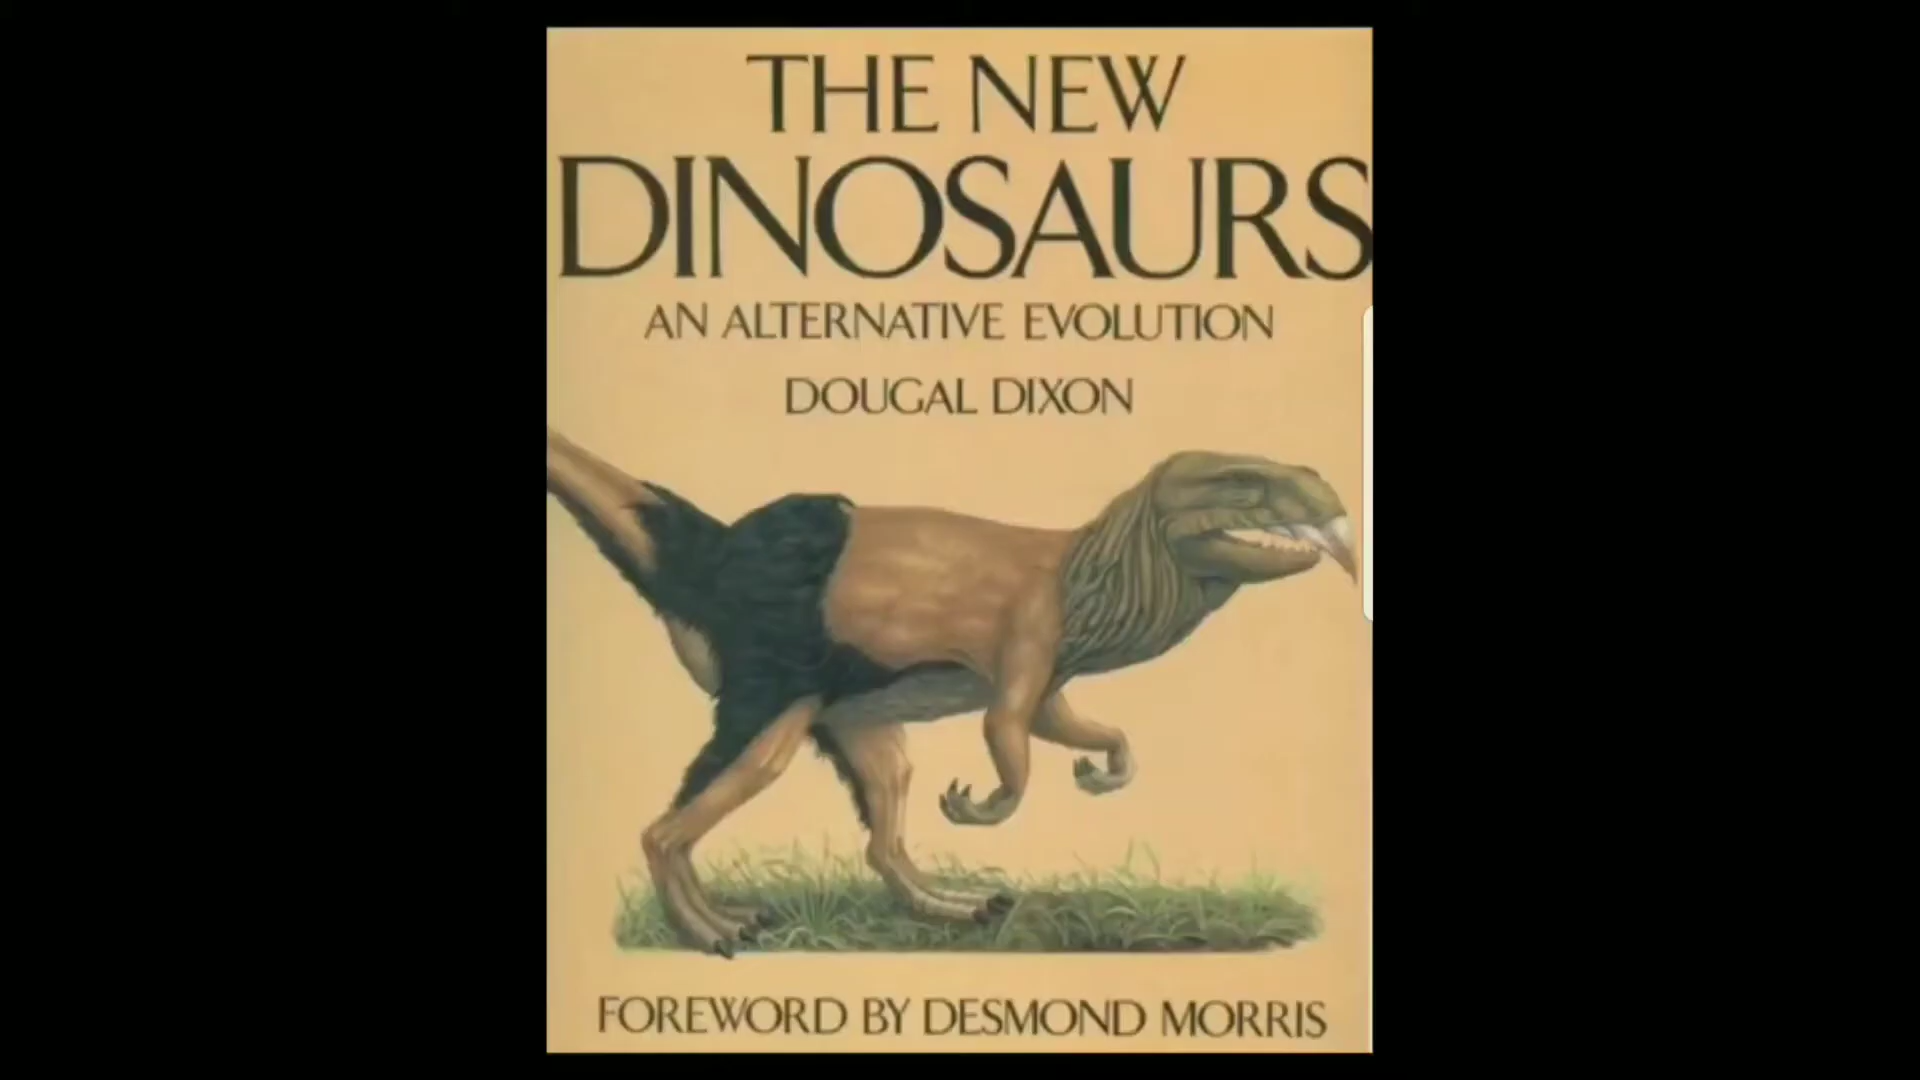 THE NEW
DINOSAURS
AN ALTERNATIVE EVOLUTION
DOUGAL DIXON
FOREWORD BY DESMOND MORRIS